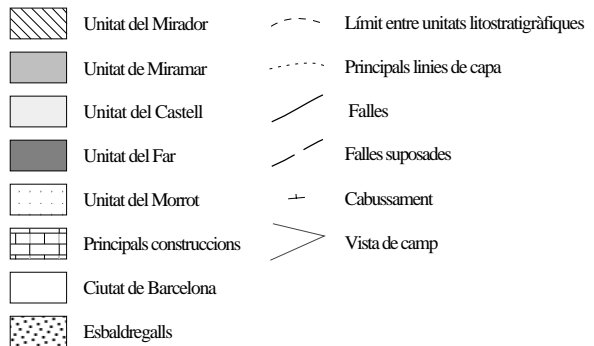 Unitat del Mirador
Unitat de Miramar
Unitat del Castell
Unitat del Far
Unitat del Morrot
Principals construccions
Ciutat de Barcelona
Esbaldregalls
Límit entre unitats litostratigràfiques
Principals linies de capa
Falles
Falles suposades
Cabussament
Vista de camp